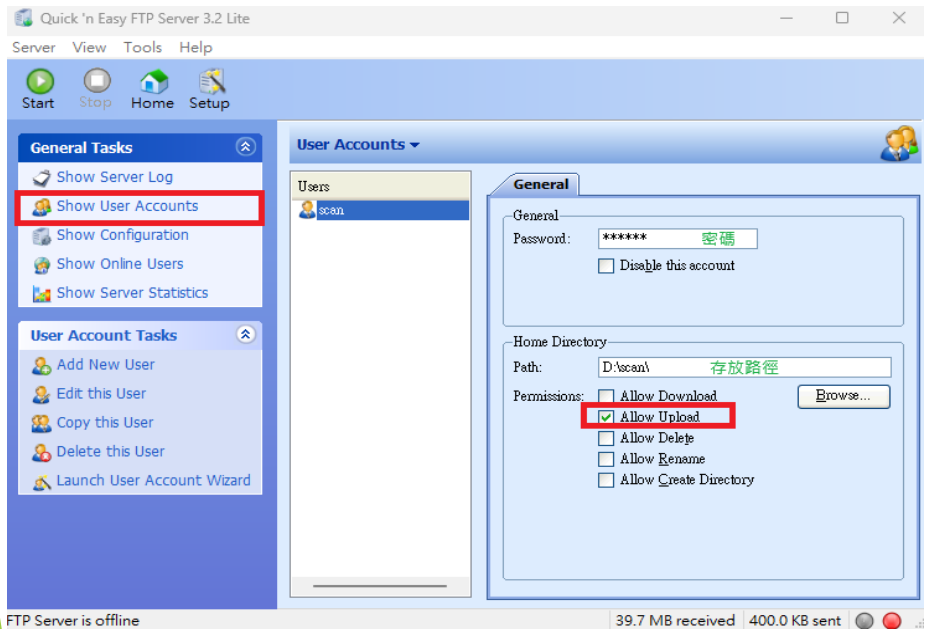 Quick 'n Easy FTP Server 3.2 Lite
Server View Tools Help
Start Stop Home Setup
General Tasks
Show Server Log
Show User Accounts
Show Configuration
Show Online Users
Show Server Statistics
User Account Tasks
Add New User
Edit this User
Copy this User
Delete this User
Launch User Account Wizard
User Accounts
Users
scan
General
General
Password: ****** 密碼
Disable this account
Home Directory
Path: D:\scan\ 存放路徑
Permissions: Allow Download Browse...
Allow Upload
Allow Delete
Allow Rename
Allow Create Directory
FTP Server is offline 39.7 MB received 400.0 KB sent